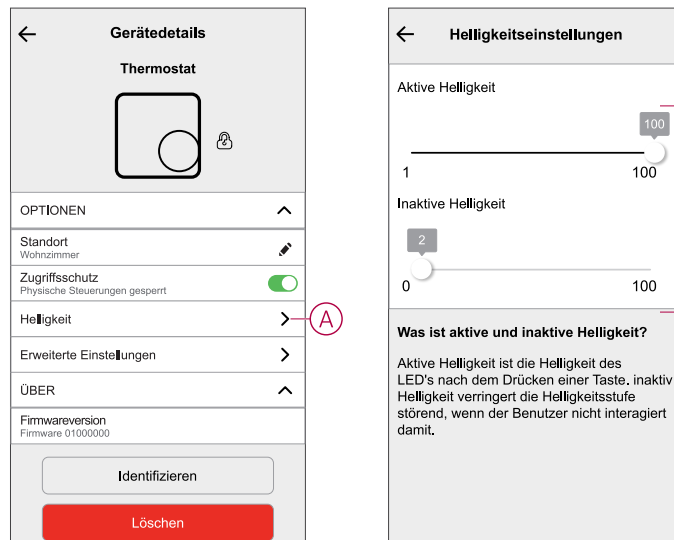 Gerätedetails
Thermostat
OPTIONEN
Standort
Wohnzimmer
Zugriffsschutz
Physische Steuerungen gesperrt
Helligkeit
A
Erweiterte Einstellungen
ÜBER
Firmwareversion
Firmware 01000000
Identifizieren
Löschen
Helligkeitseinstellungen
Aktive Helligkeit
100
1 100
Inaktive Helligkeit
2
0 100
Was ist aktive und inaktive Helligkeit?
Aktive Helligkeit ist die Helligkeit des
LED's nach dem Drücken einer Taste. inaktiv
Helligkeit verringert die Helligkeitsstufe
störend, wenn der Benutzer nicht interagiert
damit.